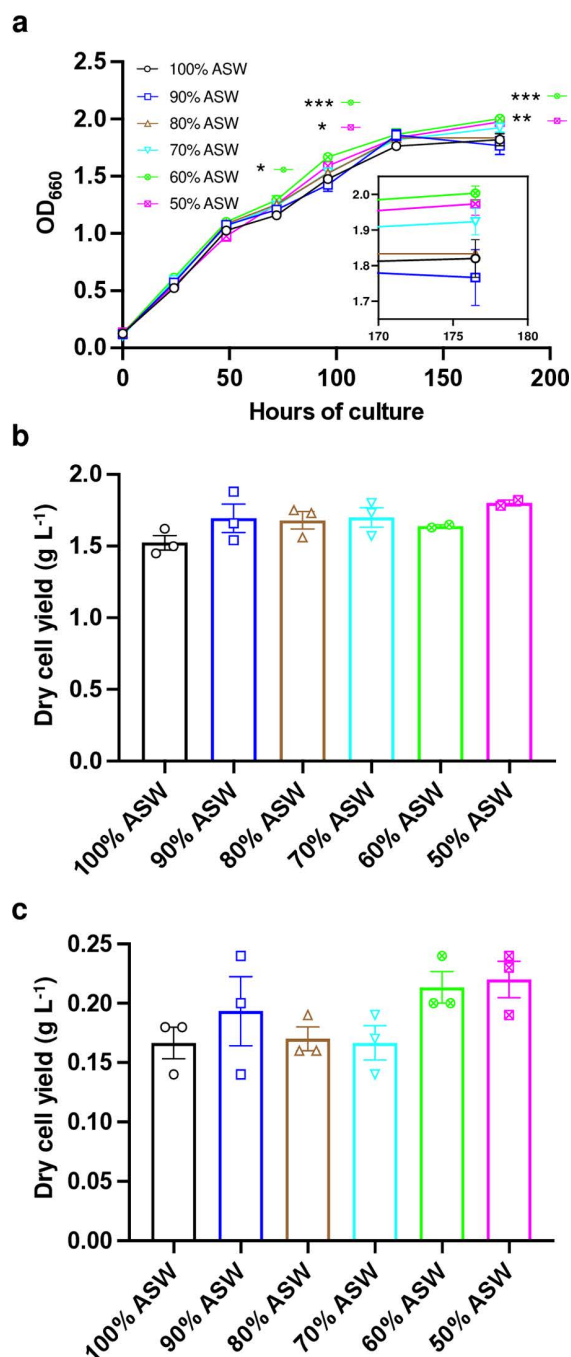 a
2.5
2.0
1.5
1.0
0.5
0.0
OD660
100% ASW
90% ASW
80% ASW
70% ASW
60% ASW
50% ASW
*
***
*
***
**
2.0
1.9
1.8
1.7
170 175 180
0 50 100 150 200
Hours of culture
b
2.0
1.5
1.0
0.5
0.0
Dry cell yield (g L-1)
100% ASW
90% ASW
80% ASW
70% ASW
60% ASW
50% ASW
c
0.25
0.20
0.15
0.10
0.05
0.00
Dry cell yield (g L-1)
100% ASW
90% ASW
80% ASW
70% ASW
60% ASW
50% ASW